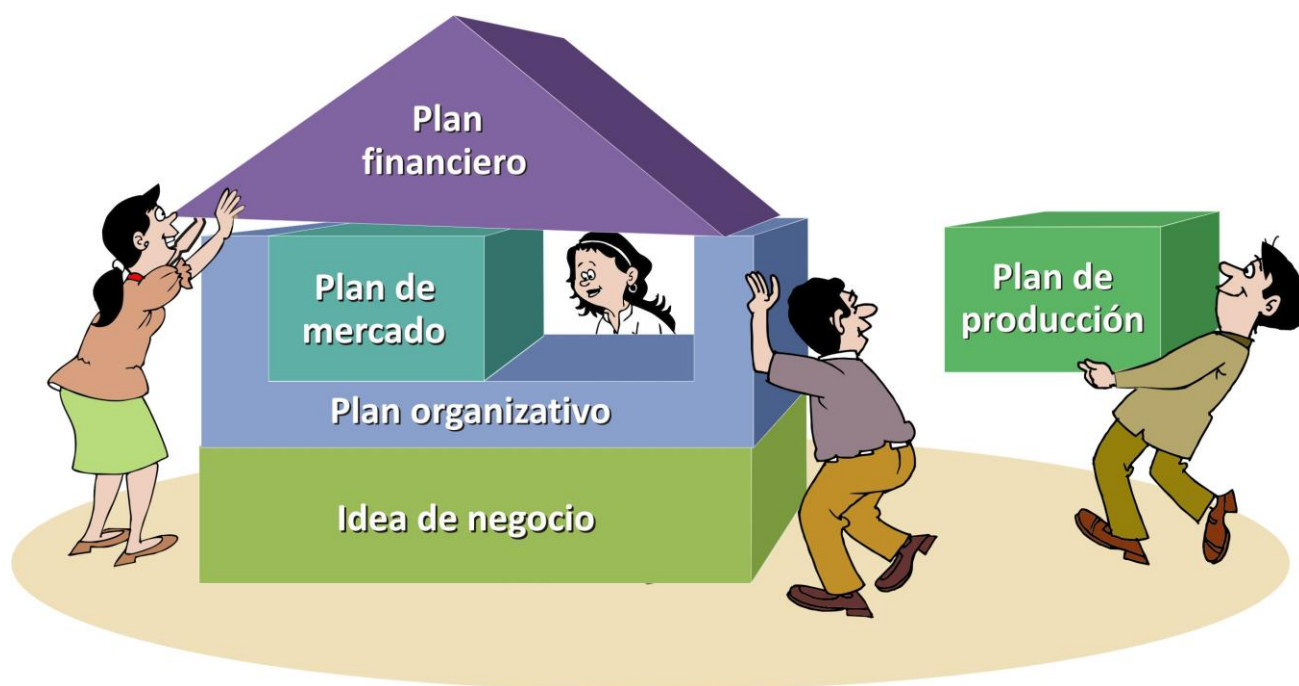 Plan
financiero
Plan de
mercado
Plan de
producción
Plan organizativo
Idea de negocio